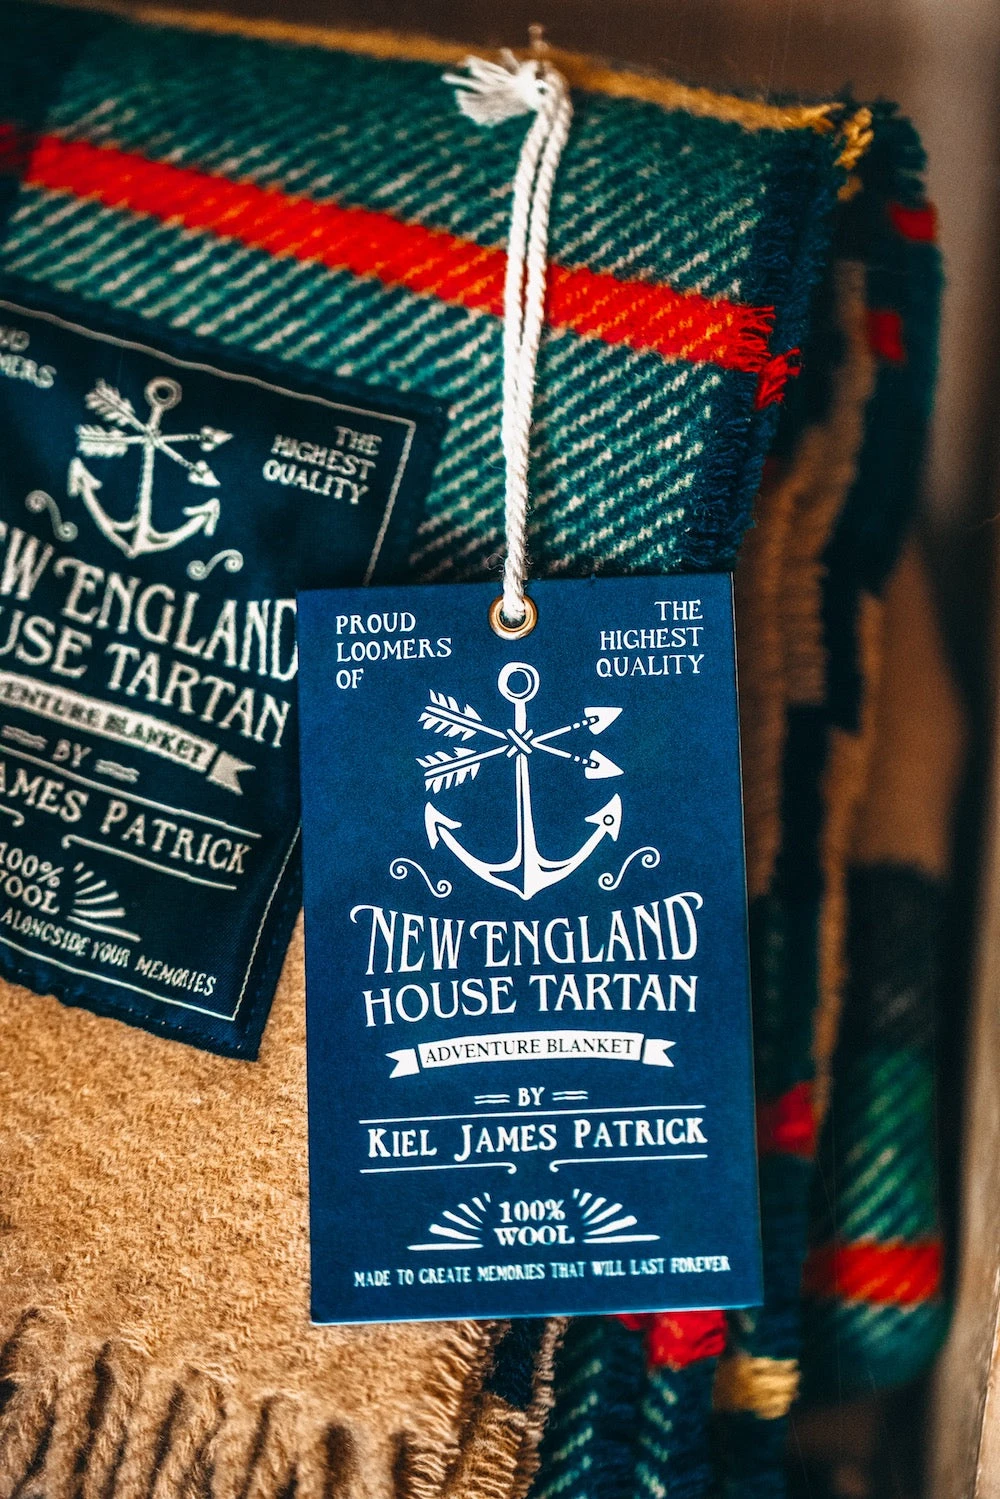 THE
HIGHEST
QUALITY
ENGLAND
TARTAN
BLANKET
BY
JAMES PATRICK
100%
WOOL
ALONGSIDE YOUR MEMORIES
PROUD
LOOMERS
OF
THE
HIGHEST
QUALITY
NEW ENGLAND
HOUSE TARTAN
ADVENTURE BLANKET
BY
KIEL JAMES PATRICK
100%
WOOL
MADE TO CREATE MEMORIES THAT WILL LAST FOREVER